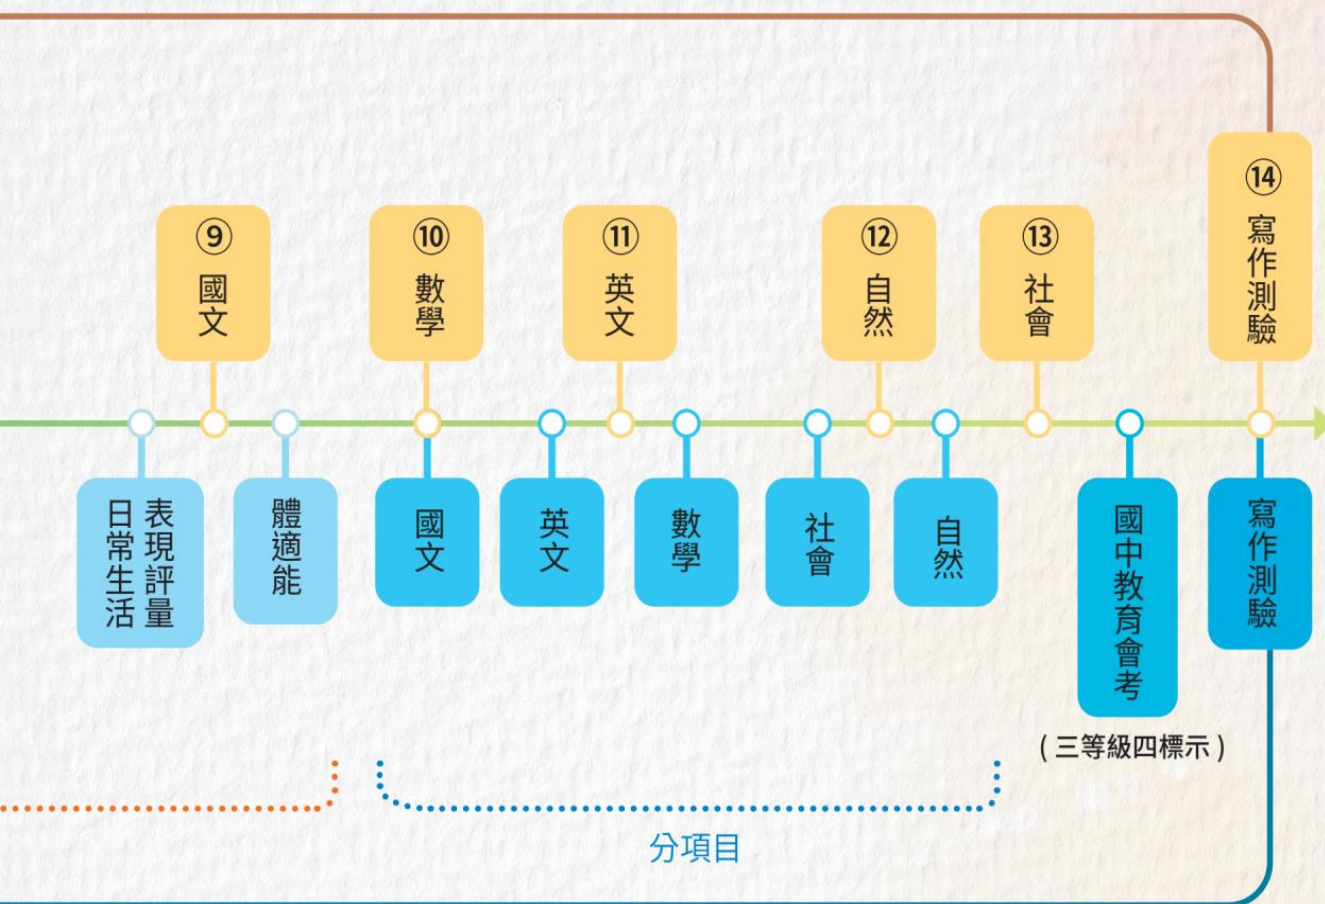 ⑨ 國文
⑩ 數學
⑪ 英文
⑫ 自然
⑬ 社會
⑭ 寫作測驗
日常生活
表現評量
體適能
國文
英文
數學
社會
自然
國中教育會考
(三等級四標示)
寫作測驗
分項目